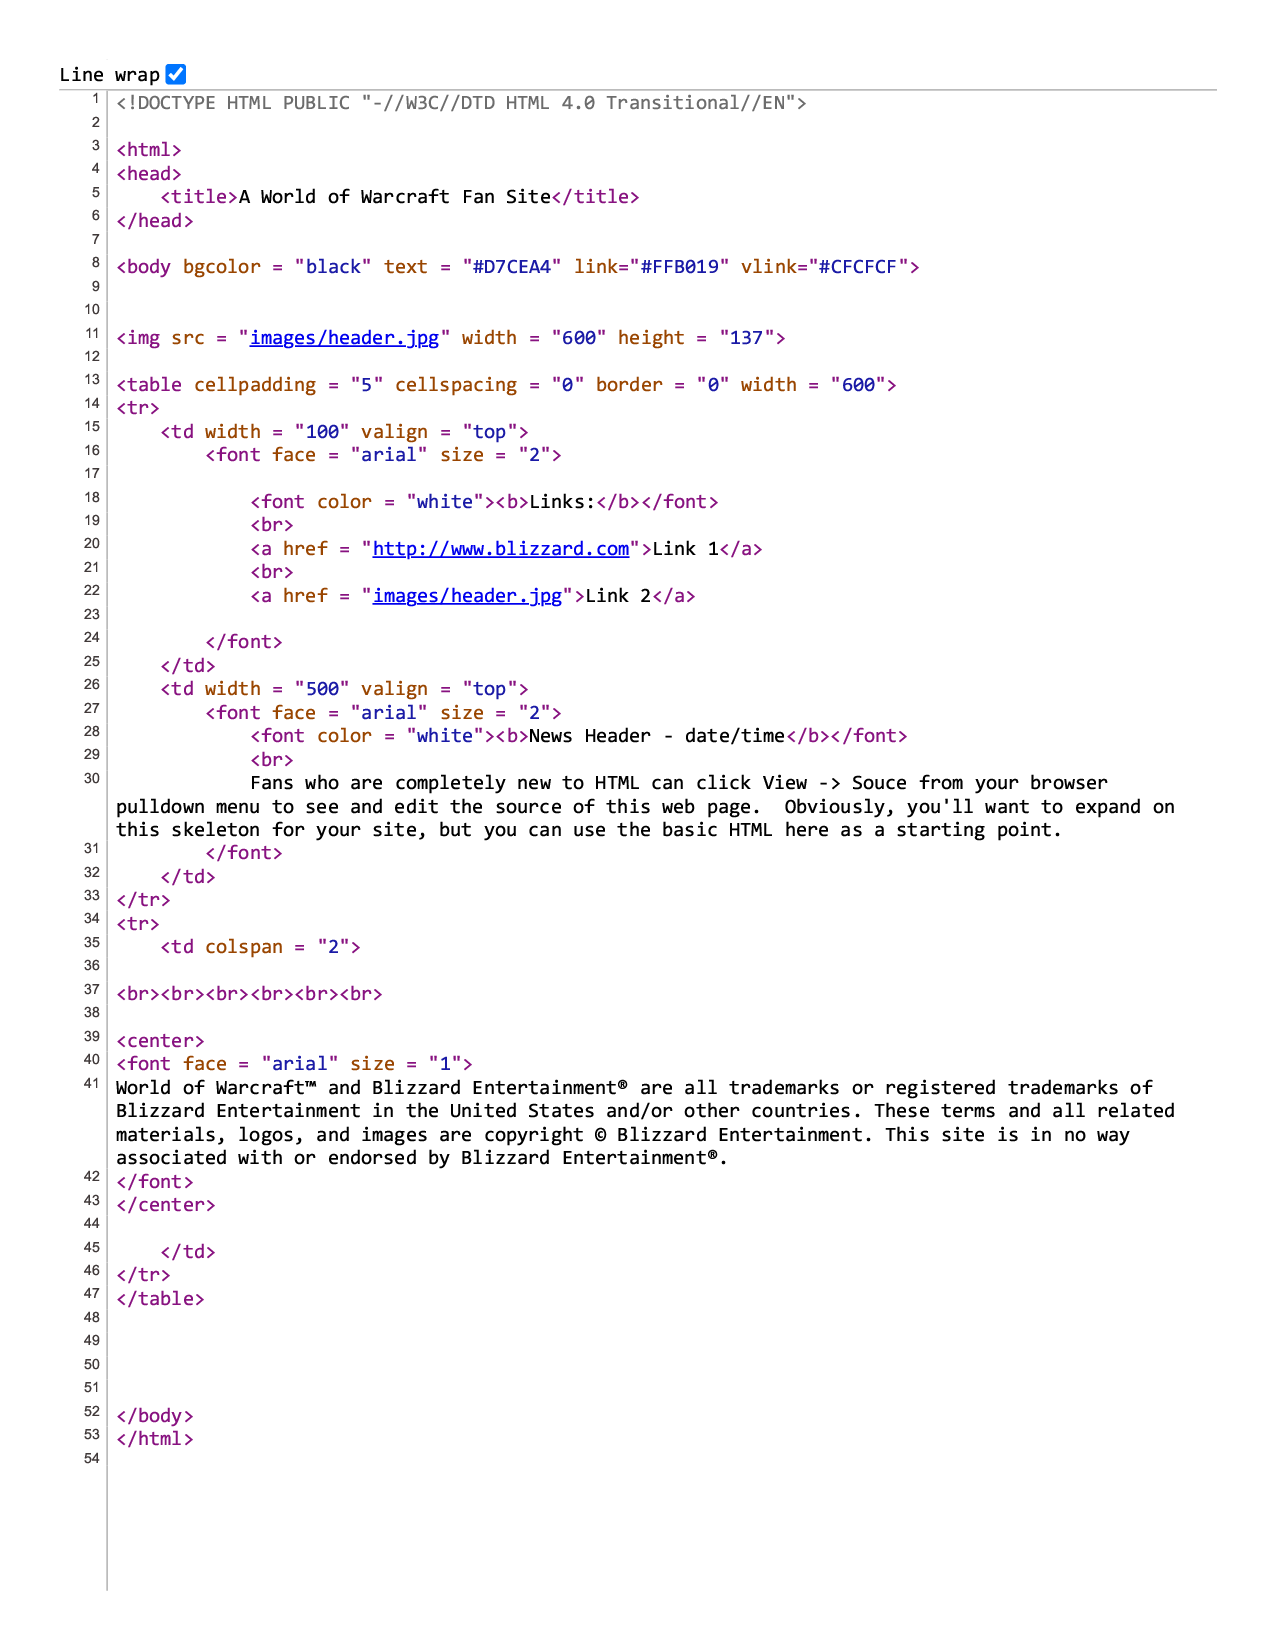 Line wrap
1 <!DOCTYPE HTML PUBLIC "-//W3C//DTD HTML 4.0 Transitional//EN">
2
3 <html>
4 <head>
5     <title>A World of Warcraft Fan Site</title>
6 </head>
7
8 <body bgcolor = "black" text = "#D7CEA4" link="#FFB019" vlink="#CFCFCF">
9
10
11 <img src = "images/header.jpg" width = "600" height = "137">
12
13 <table cellpadding = "5" cellspacing = "0" border = "0" width = "600">
14 <tr>
15     <td width = "100" valign = "top">
16         <font face = "arial" size = "2">
17
18             <font color = "white"><b>Links:</b></font>
19             <br>
20             <a href = "http://www.blizzard.com">Link 1</a>
21             <br>
22             <a href = "images/header.jpg">Link 2</a>
23
24         </font>
25     </td>
26     <td width = "500" valign = "top">
27         <font face = "arial" size = "2">
28             <font color = "white"><b>News Header - date/time</b></font>
29             <br>
30             Fans who are completely new to HTML can click View -> Souce from your browser
pulldown menu to see and edit the source of this web page.  Obviously, you'll want to expand on
this skeleton for your site, but you can use the basic HTML here as a starting point.
31         </font>
32     </td>
33 </tr>
34 <tr>
35     <td colspan = "2">
36
37 <br><br><br><br><br><br>
38
39 <center>
40 <font face = "arial" size = "1">
41 World of Warcraft™ and Blizzard Entertainment® are all trademarks or registered trademarks of
Blizzard Entertainment in the United States and/or other countries. These terms and all related
materials, logos, and images are copyright © Blizzard Entertainment. This site is in no way
associated with or endorsed by Blizzard Entertainment®.
42 </font>
43 </center>
44
45     </td>
46 </tr>
47 </table>
48
49
50
51
52 </body>
53 </html>
54